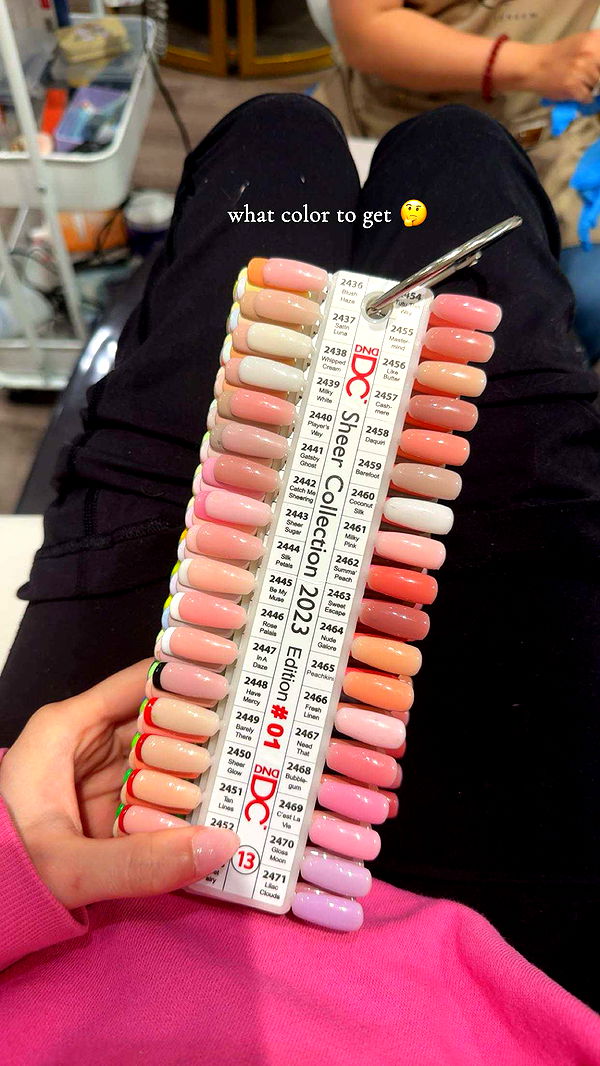 what color to get 🤔
2436
Blush
Haze
2437
Satin
Luna
2438
Whipped
Cream
2439
Milky
White
2440
Player's
Way
2441
Gatsby
Ghost
2442
Catch Me
Sheering
2443
Sheer
Sugar
2444
Silk
Petals
2445
Be My
Muse
2446
Rose
Palais
2447
In A
Daze
2448
Have
Mercy
2449
Barely
There
2450
Sheer
Glow
2451
Tan
Lines
2452
DND
DC
Sheer Collection 2023 Edition #01
DND
DC
13
2454
2455
Master-
mind
2456
Like
Butter
2457
Cash-
mere
2458
Daiquiri
2459
Barefoot
2460
Coconut
Silk
2461
Milky
Pink
2462
Summa'
Peach
2463
Sweet
Escape
2464
Nude
Galore
2465
Peachkini
2466
Fresh
Linen
2467
Need
That
2468
Bubble-
gum
2469
C'est La
Vie
2470
Gloss
Moon
2471
Lilac
Clouds